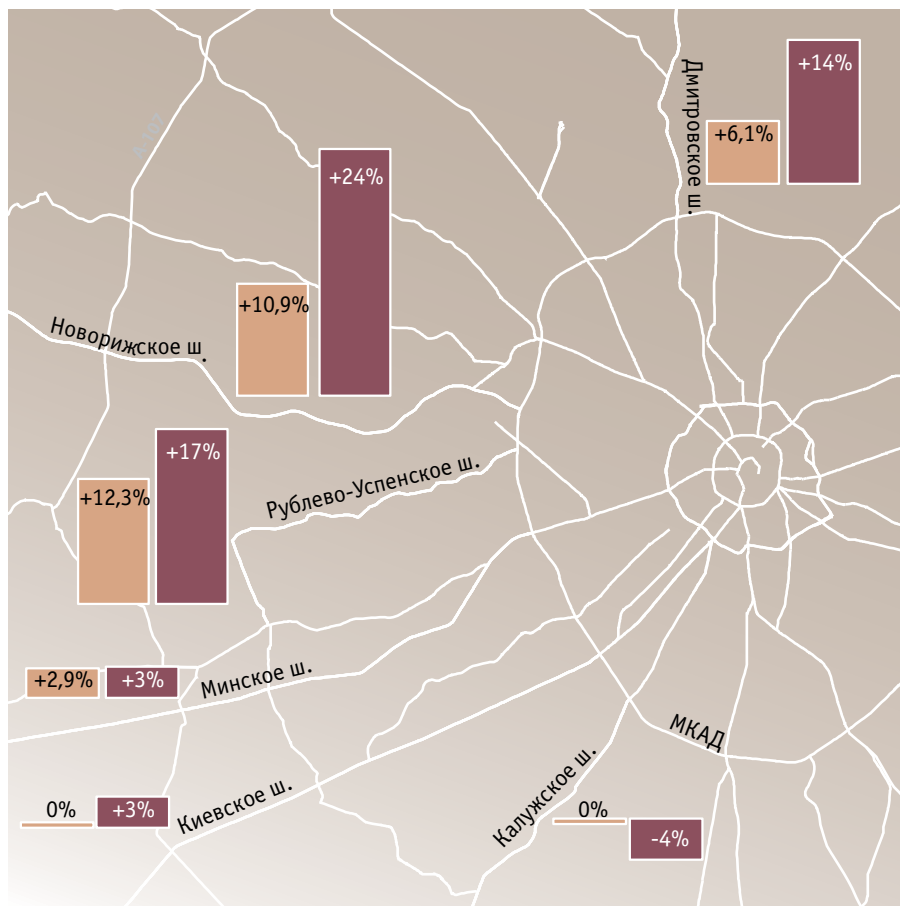 Дмитровское ш.
+14%
+6,1%
А-107
+24%
+10,9%
Новорижское ш.
+17%
Рублево-Успенское ш.
+12,3%
+2,9%
+3%
Минское ш.
МКАД
0%
+3%
Киевское ш.
Калужское ш.
0%
-4%